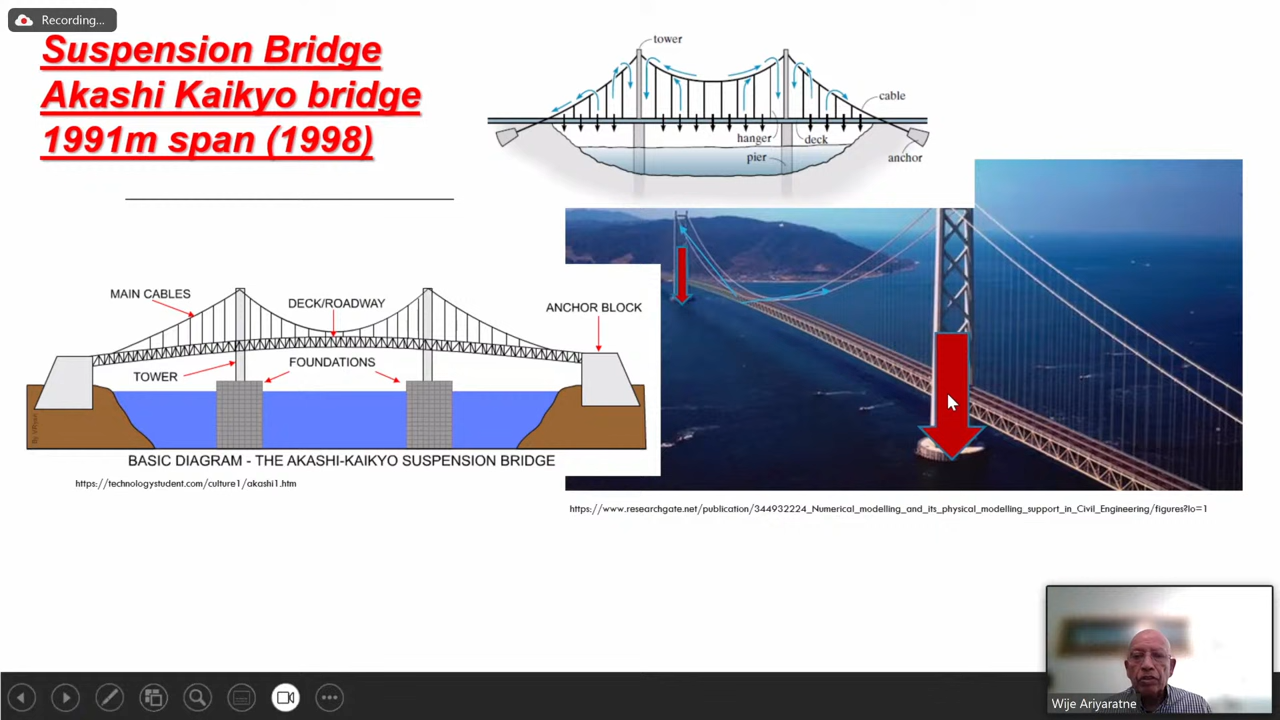 Recording...
Suspension Bridge
Akashi Kaikyo bridge
1991m span (1998)
tower
cable
hanger
deck
pier
anchor
MAIN CABLES
DECK/ROADWAY
ANCHOR BLOCK
FOUNDATIONS
TOWER
BASIC DIAGRAM - THE AKASHI-KAIKYO SUSPENSION BRIDGE
https://technologystudent.com/culture1/akashi1.htm
https://www.researchgate.net/publication/344932224_Numerical_modelling_and_its_physical_modelling_support_in_Civil_Engineering/figures?lo=1
Wije Ariyaratne